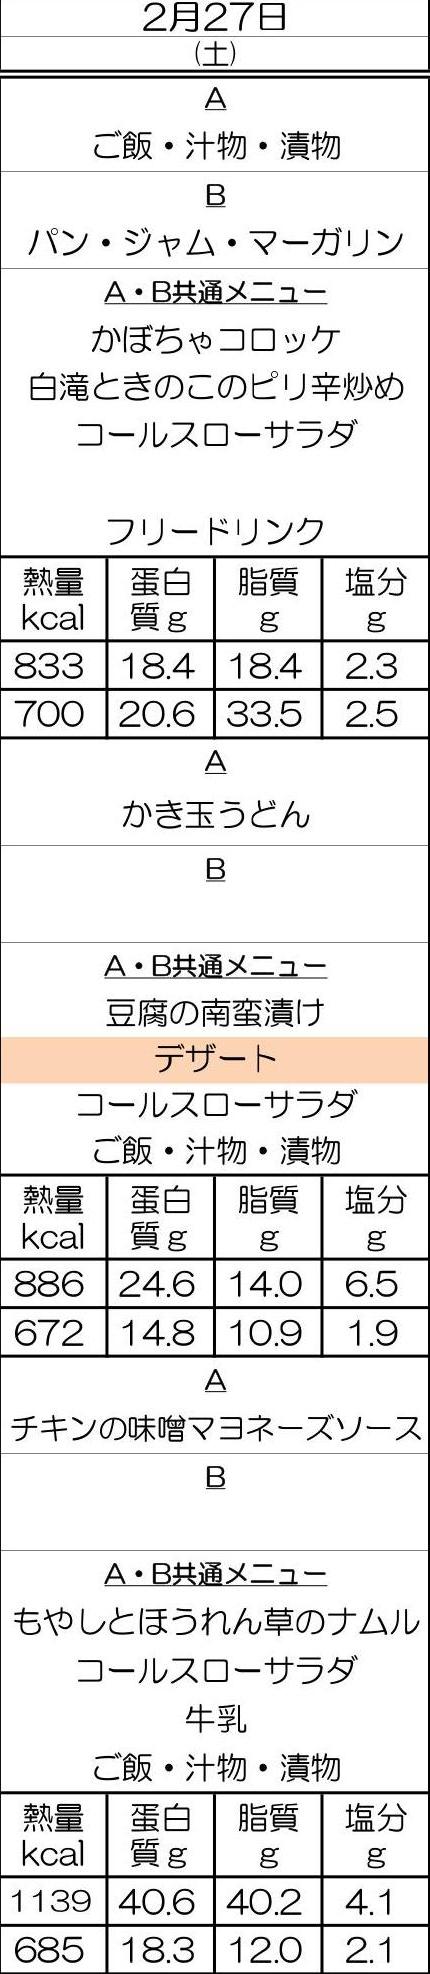 2月27日
(土)
A
ご飯・汁物・漬物
B
パン・ジャム・マーガリン
A・B共通メニュー
かぼちゃコロッケ
白滝ときのこのピリ辛炒め
コールスローサラダ
フリードリンク
熱量 蛋白 脂質 塩分
kcal 質g g g
833 18.4 18.4 2.3
700 20.6 33.5 2.5
A
かき玉うどん
B
A・B共通メニュー
豆腐の南蛮漬け
デザート
コールスローサラダ
ご飯・汁物・漬物
熱量 蛋白 脂質 塩分
kcal 質g g g
886 24.6 14.0 6.5
672 14.8 10.9 1.9
A
チキンの味噌マヨネーズソース
B
A・B共通メニュー
もやしとほうれん草のナムル
コールスローサラダ
牛乳
ご飯・汁物・漬物
熱量 蛋白 脂質 塩分
kcal 質g g g
1139 40.6 40.2 4.1
685 18.3 12.0 2.1